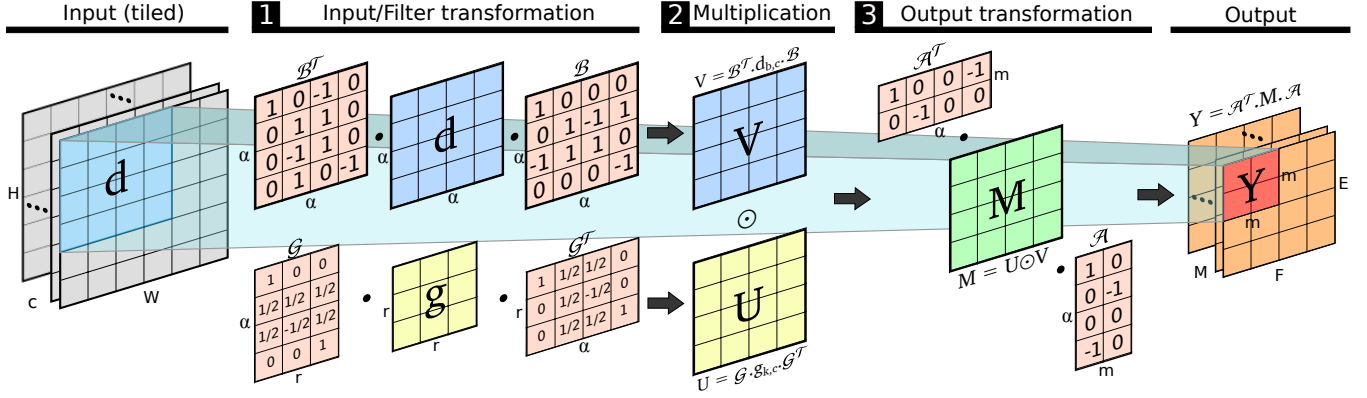 Input (tiled)
1 Input/Filter transformation
2 Multiplication
3 Output transformation
Output
H
d
c
W
ℬᵀ
1 0 -1 0
0 1 1 0
0 -1 1 0
0 1 0 -1
α
α
•
d
α
α
•
ℬ
1 0 0 0
0 1 -1 1
-1 1 1 0
0 0 0 -1
α
α
𝒢
1 0 0
1/2 1/2 1/2
1/2 -1/2 1/2
0 0 1
α
r
•
g
r
r
•
𝒢ᵀ
1 1/2 1/2 0
0 1/2 -1/2 0
0 1/2 1/2 1
r
α
V = ℬᵀ.d_b,c.ℬ
V
⊙
U
U = 𝒢.g_k,c.𝒢ᵀ
𝒜ᵀ
1 0 0 -1
0 -1 0 0
m
α
•
M
M = U⊙V
•
𝒜
1 0
0 -1
0 0
-1 0
α
m
Y = 𝒜ᵀ.M.𝒜
Y
m
m
E
M
F